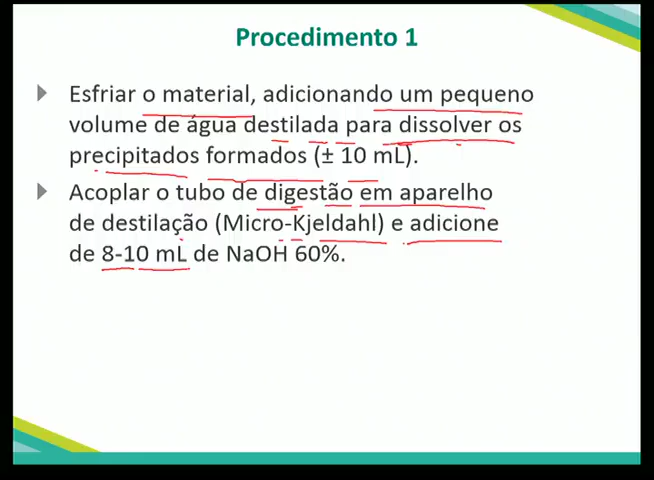 Procedimento 1
Esfriar o material, adicionando um pequeno
volume de água destilada para dissolver os
precipitados formados (± 10 mL).
Acoplar o tubo de digestão em aparelho
de destilação (Micro-Kjeldahl) e adicione
de 8-10 mL de NaOH 60%.